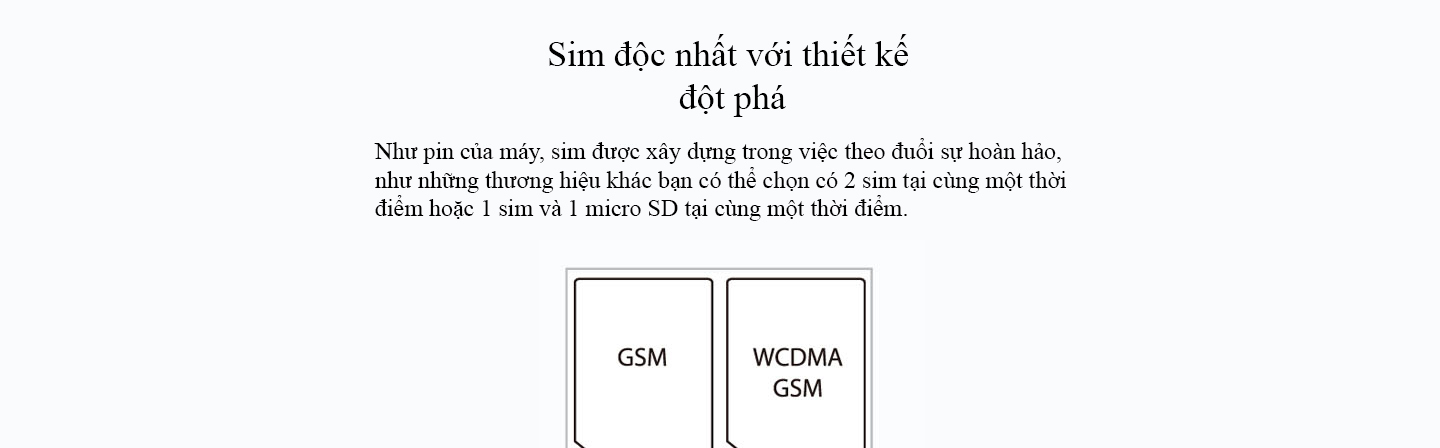 Sim độc nhất với thiết kế
đột phá
Như pin của máy, sim được xây dựng trong việc theo đuổi sự hoàn hảo,
như những thương hiệu khác bạn có thể chọn có 2 sim tại cùng một thời
điểm hoặc 1 sim và 1 micro SD tại cùng một thời điểm.
GSM
WCDMA
GSM